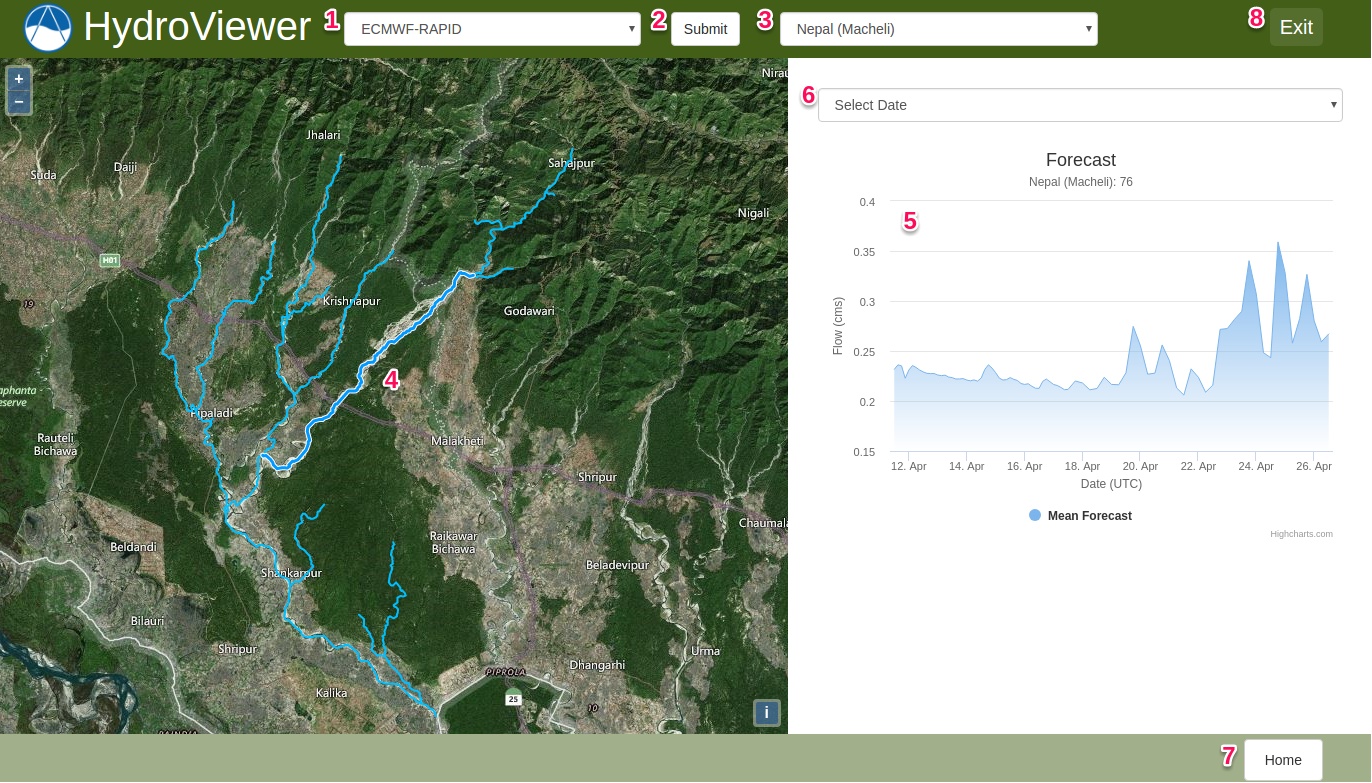 HydroViewer
1
ECMWF-RAPID
2
Submit
3
Nepal (Macheli)
8
Exit
+
−
Jhalari
Suda
Daiji
Sahajpur
Nigali
H01
19
Krishnapur
Godawari
4
Pipaladi
Rauteli
Bichawa
Malakheti
Shripur
Raikawar
Bichawa
Chaumala
Beldandi
Shankarpur
Beladevipur
Bilauri
Shripur
Dhangarhi
Urma
PIPROLA
Kalika
25
10
i
6
Select Date
Forecast
Nepal (Macheli): 76
5
0.4
0.35
0.3
0.25
0.2
0.15
Flow (cms)
12. Apr
14. Apr
16. Apr
18. Apr
20. Apr
22. Apr
24. Apr
26. Apr
Date (UTC)
Mean Forecast
Highcharts.com
7
Home